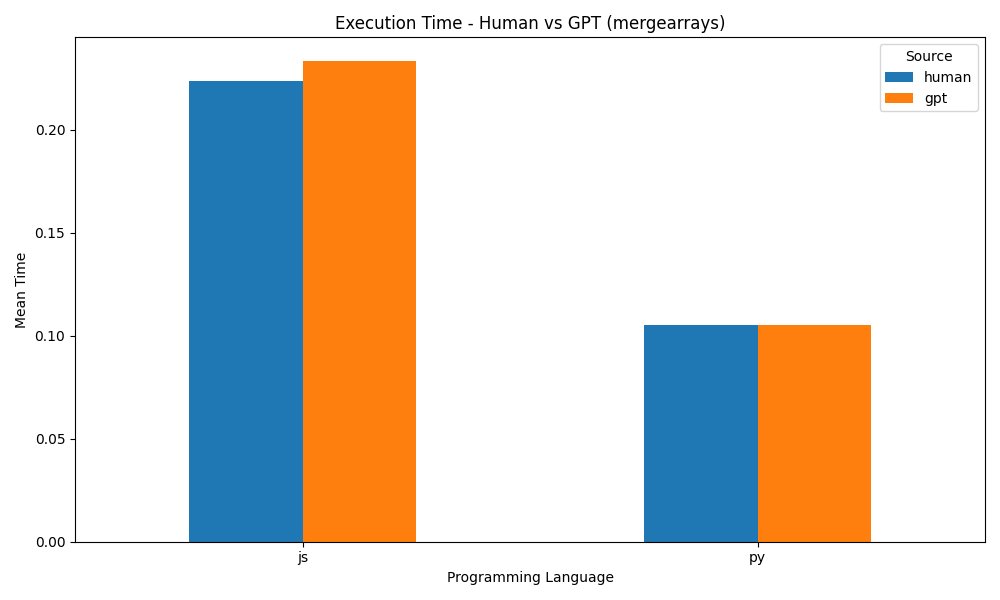 Execution Time - Human vs GPT (mergearrays)
Source
human
gpt
0.20
0.15
0.10
0.05
0.00
Mean Time
js
py
Programming Language